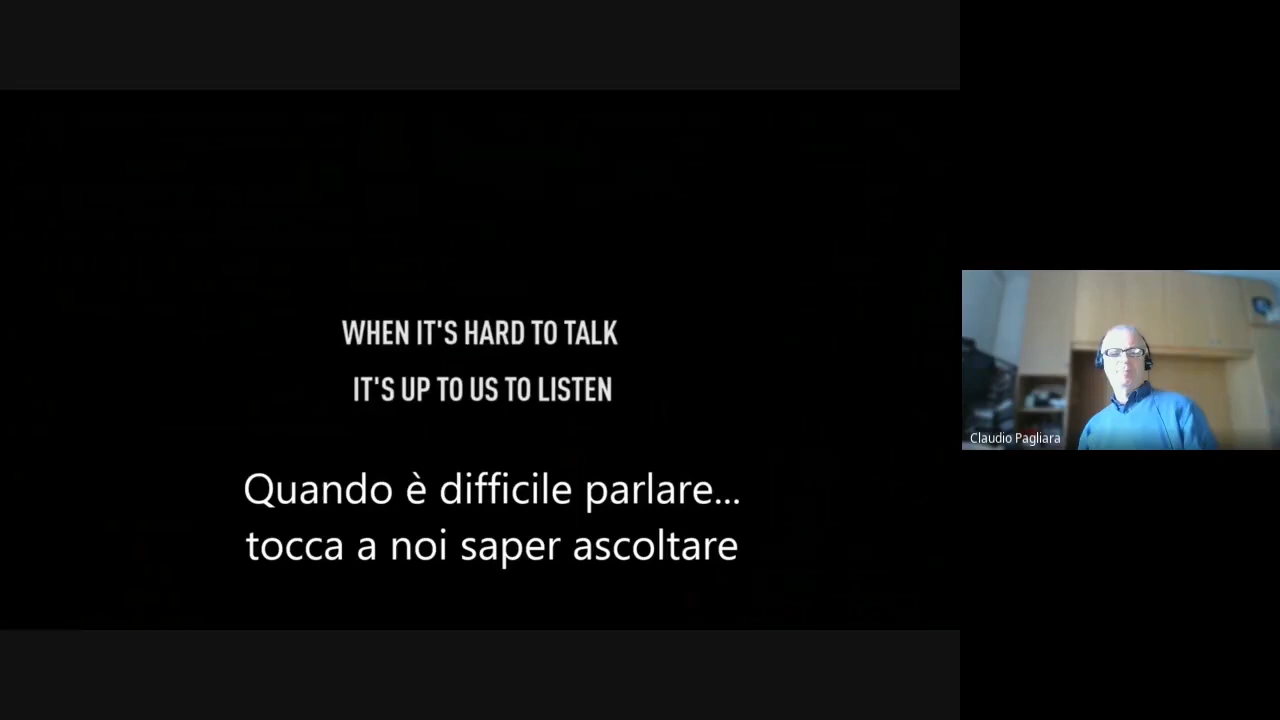 WHEN IT'S HARD TO TALK
IT'S UP TO US TO LISTEN
Quando è difficile parlare...
tocca a noi saper ascoltare
Claudio Pagliara